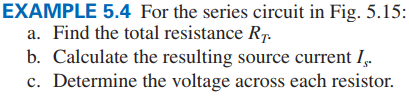 EXAMPLE 5.4 For the series circuit in Fig. 5.15:
a. Find the total resistance R_T.
b. Calculate the resulting source current I_s.
c. Determine the voltage across each resistor.